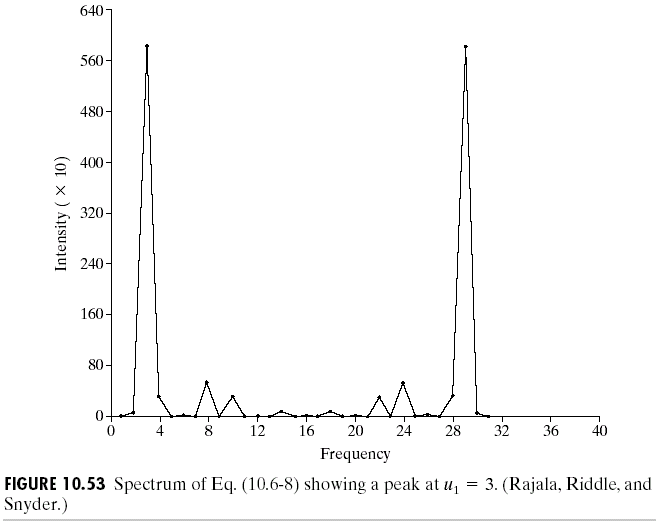 640
560
480
400
320
240
160
80
0
Intensity ( × 10)
0 4 8 12 16 20 24 28 32 36 40
Frequency
FIGURE 10.53 Spectrum of Eq. (10.6-8) showing a peak at u₁ = 3. (Rajala, Riddle, and
Snyder.)